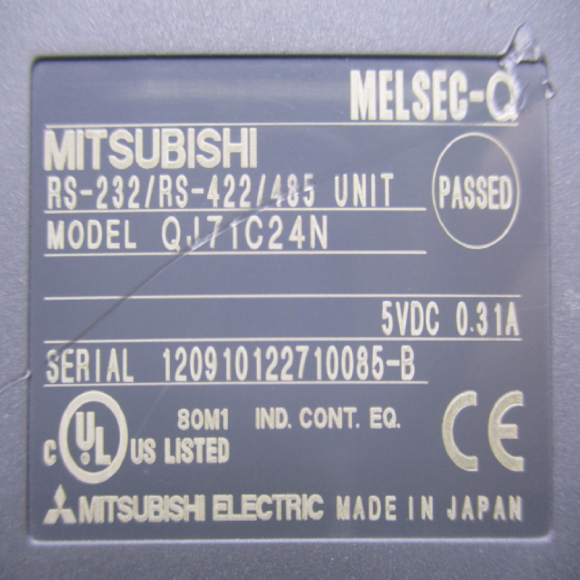 MELSEC-Q
MITSUBISHI
RS-232/RS-422/485 UNIT
PASSED
MODEL QJ71C24N
5VDC 0.31A
SERIAL 120910122710085-B
80M1 IND. CONT. EQ.
C UL US LISTED
CE
MITSUBISHI ELECTRIC MADE IN JAPAN